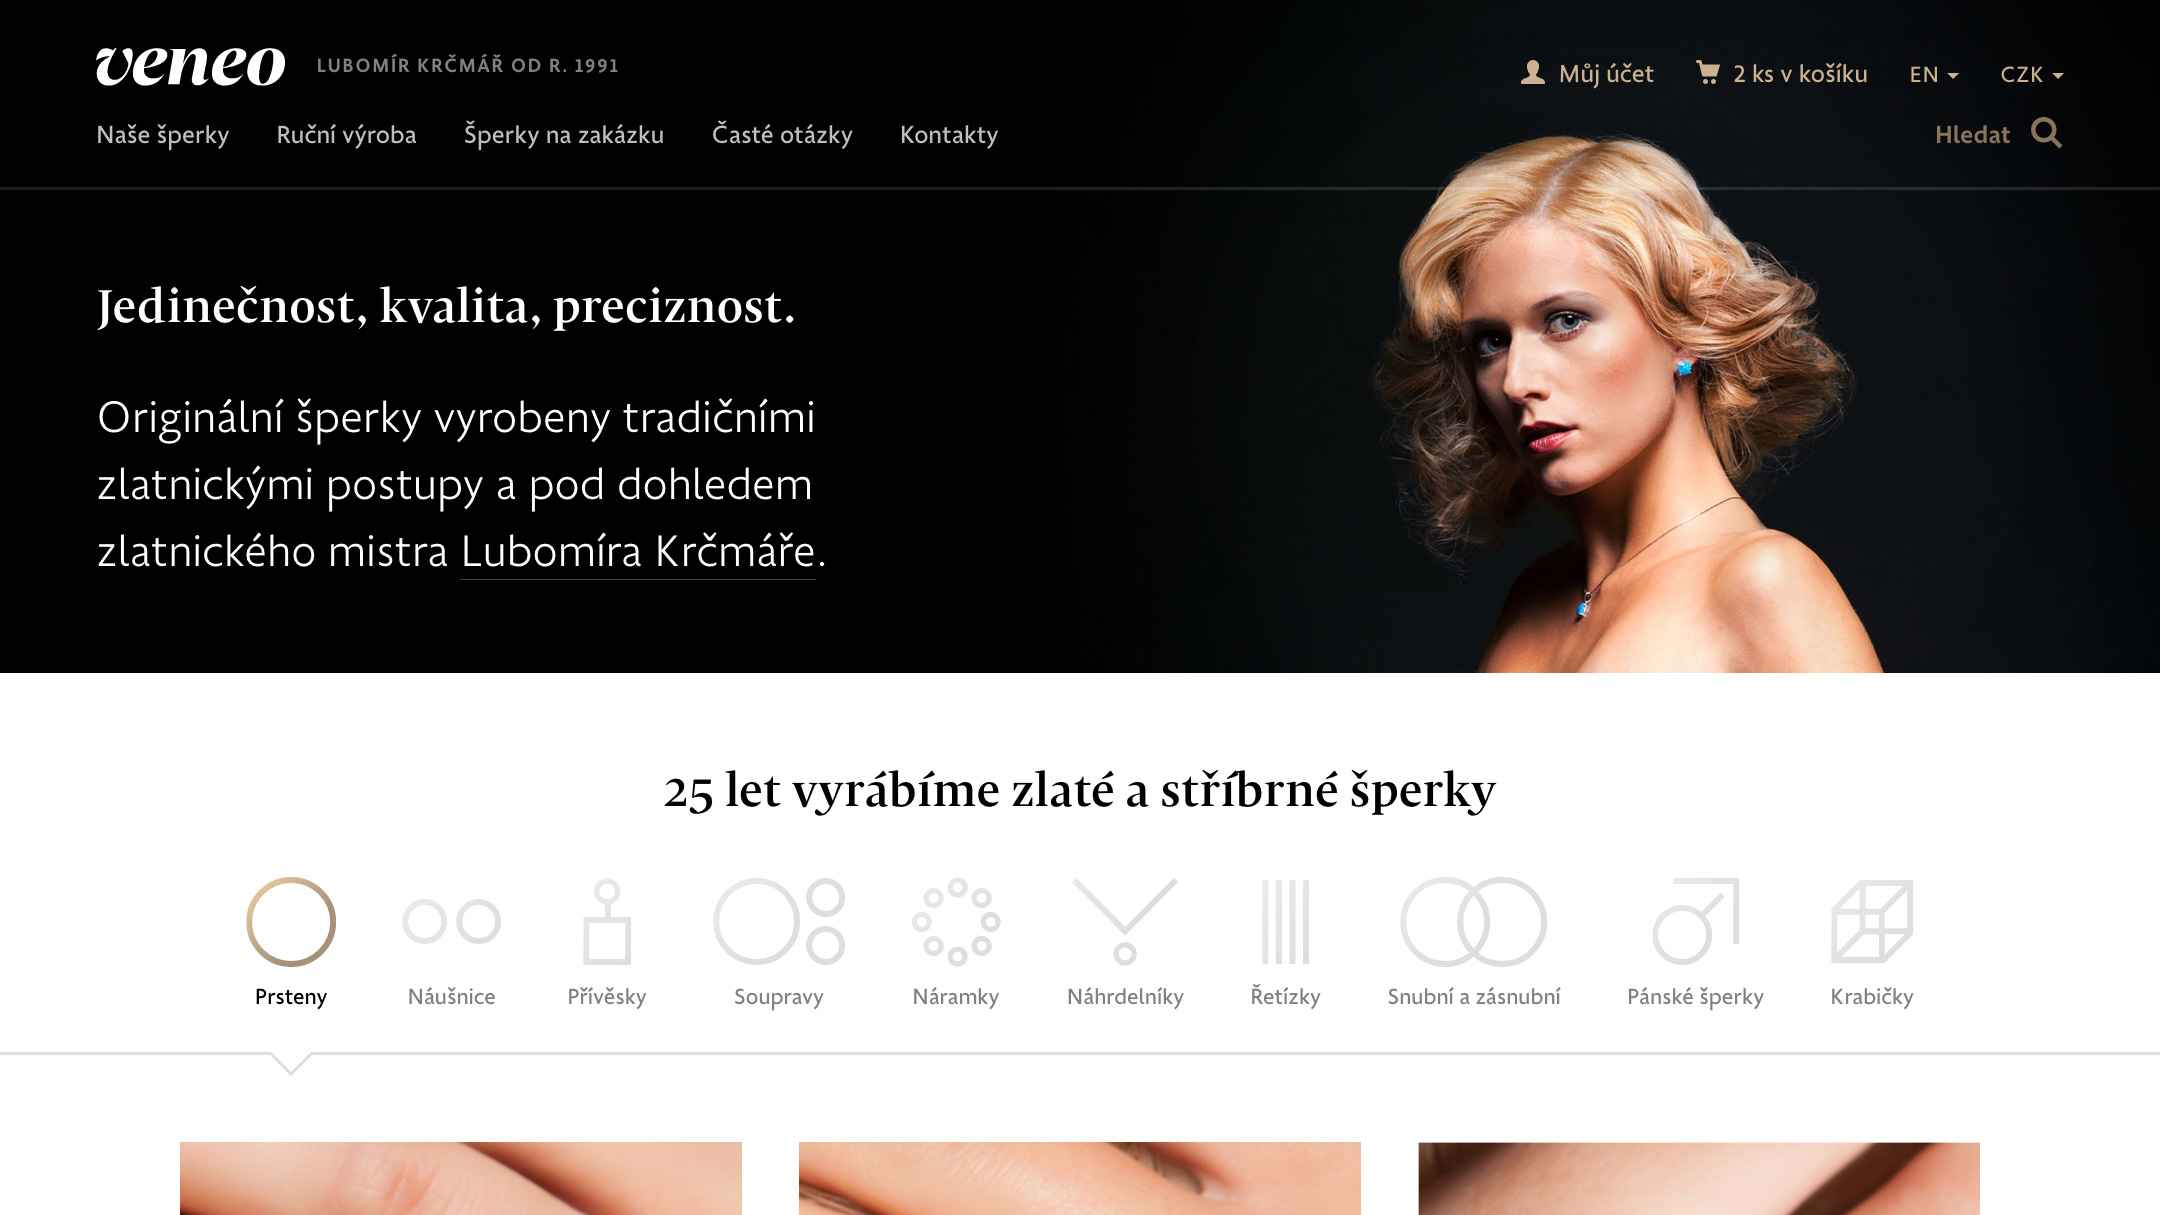 veneo LUBOMÍR KRČMÁŘ OD R. 1991
Můj účet 2 ks v košíku EN CZK
Naše šperky Ruční výroba Šperky na zakázku Časté otázky Kontakty Hledat
Jedinečnost, kvalita, preciznost.
Originální šperky vyrobeny tradičními
zlatnickými postupy a pod dohledem
zlatnického mistra Lubomíra Krčmáře.
25 let vyrábíme zlaté a stříbrné šperky
Prsteny Náušnice Přívěsky Soupravy Náramky Náhrdelníky Řetízky Snubní a zásnubní Pánské šperky Krabičky